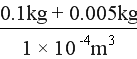 0.1kg + 0.005kg
1 × 10⁻⁴m³